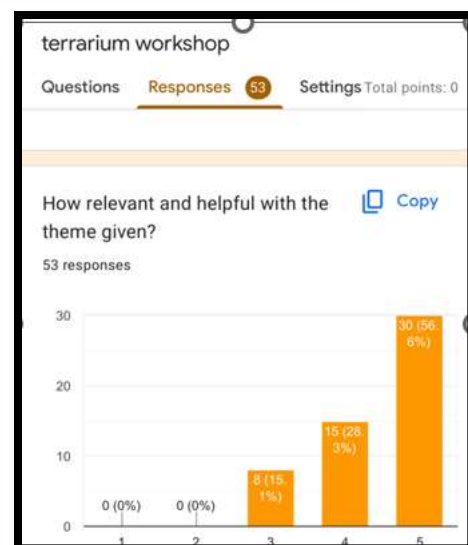 terrarium workshop
Questions Responses 53 Settings Total points: 0
How relevant and helpful with the Copy
theme given?
53 responses
30
30 (56.
6%)
20
15 (28.
3%)
10
8 (15.
1%)
0 (0%) 0 (0%)
0
1 2 3 4 5